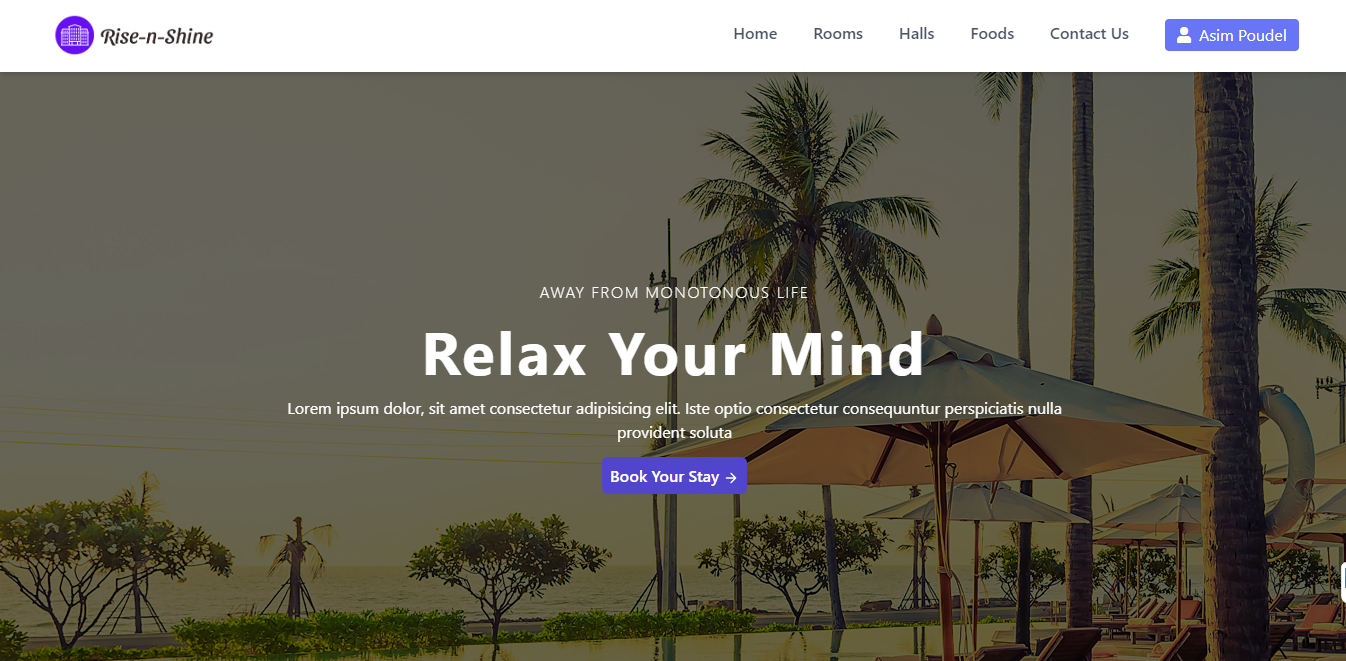 Rise-n-Shine
Home Rooms Halls Foods Contact Us Asim Poudel
AWAY FROM MONOTONOUS LIFE
Relax Your Mind
Lorem ipsum dolor, sit amet consectetur adipisicing elit. Iste optio consectetur consequuntur perspiciatis nulla
provident soluta
Book Your Stay →